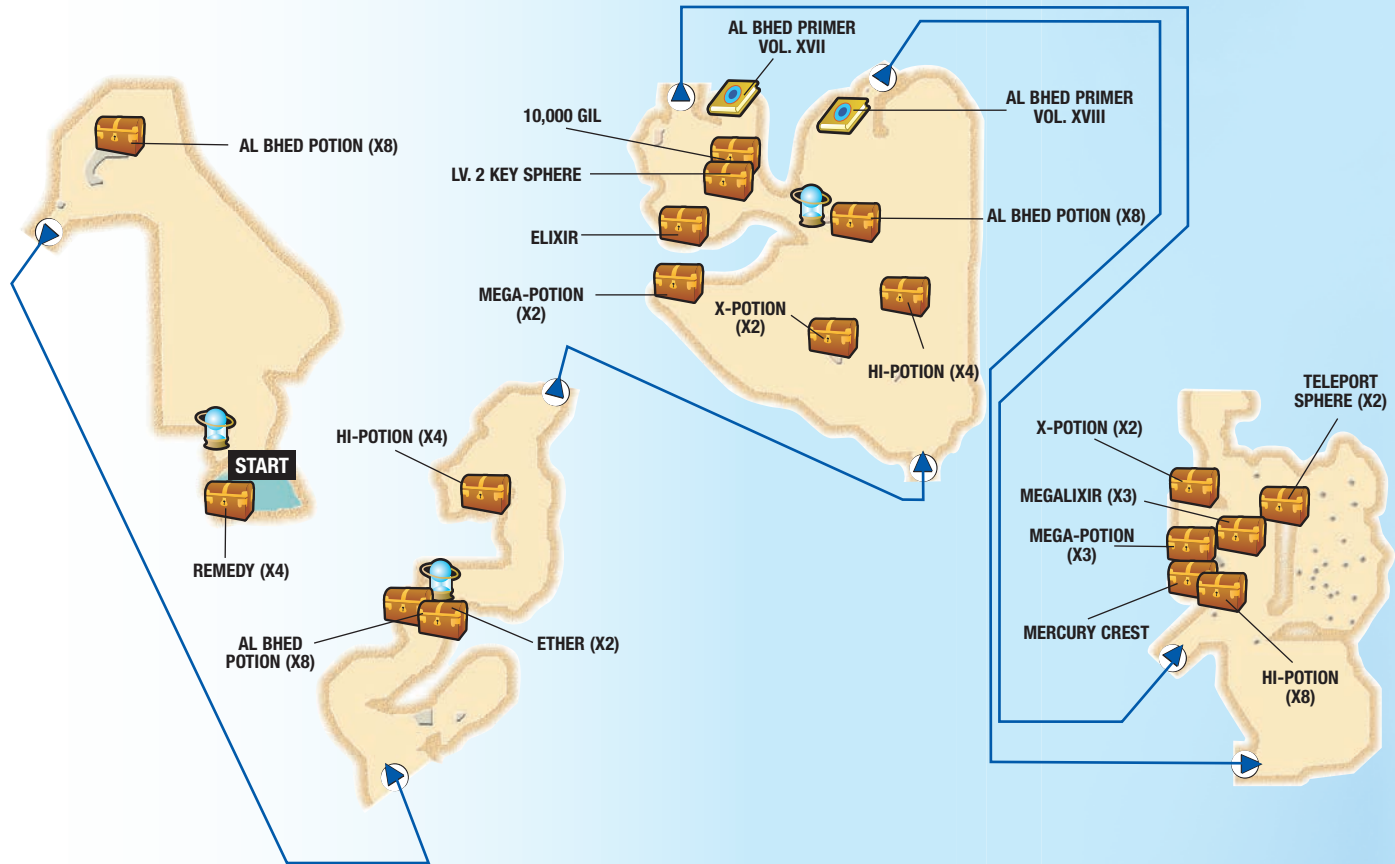 AL BHED POTION (X8)
START
REMEDY (X4)
HI-POTION (X4)
AL BHED
POTION (X8)
ETHER (X2)
AL BHED PRIMER
VOL. XVII
10,000 GIL
LV. 2 KEY SPHERE
ELIXIR
MEGA-POTION
(X2)
X-POTION
(X2)
AL BHED PRIMER
VOL. XVIII
AL BHED POTION (X8)
HI-POTION (X4)
TELEPORT
SPHERE (X2)
X-POTION (X2)
MEGALIXIR (X3)
MEGA-POTION
(X3)
MERCURY CREST
HI-POTION
(X8)